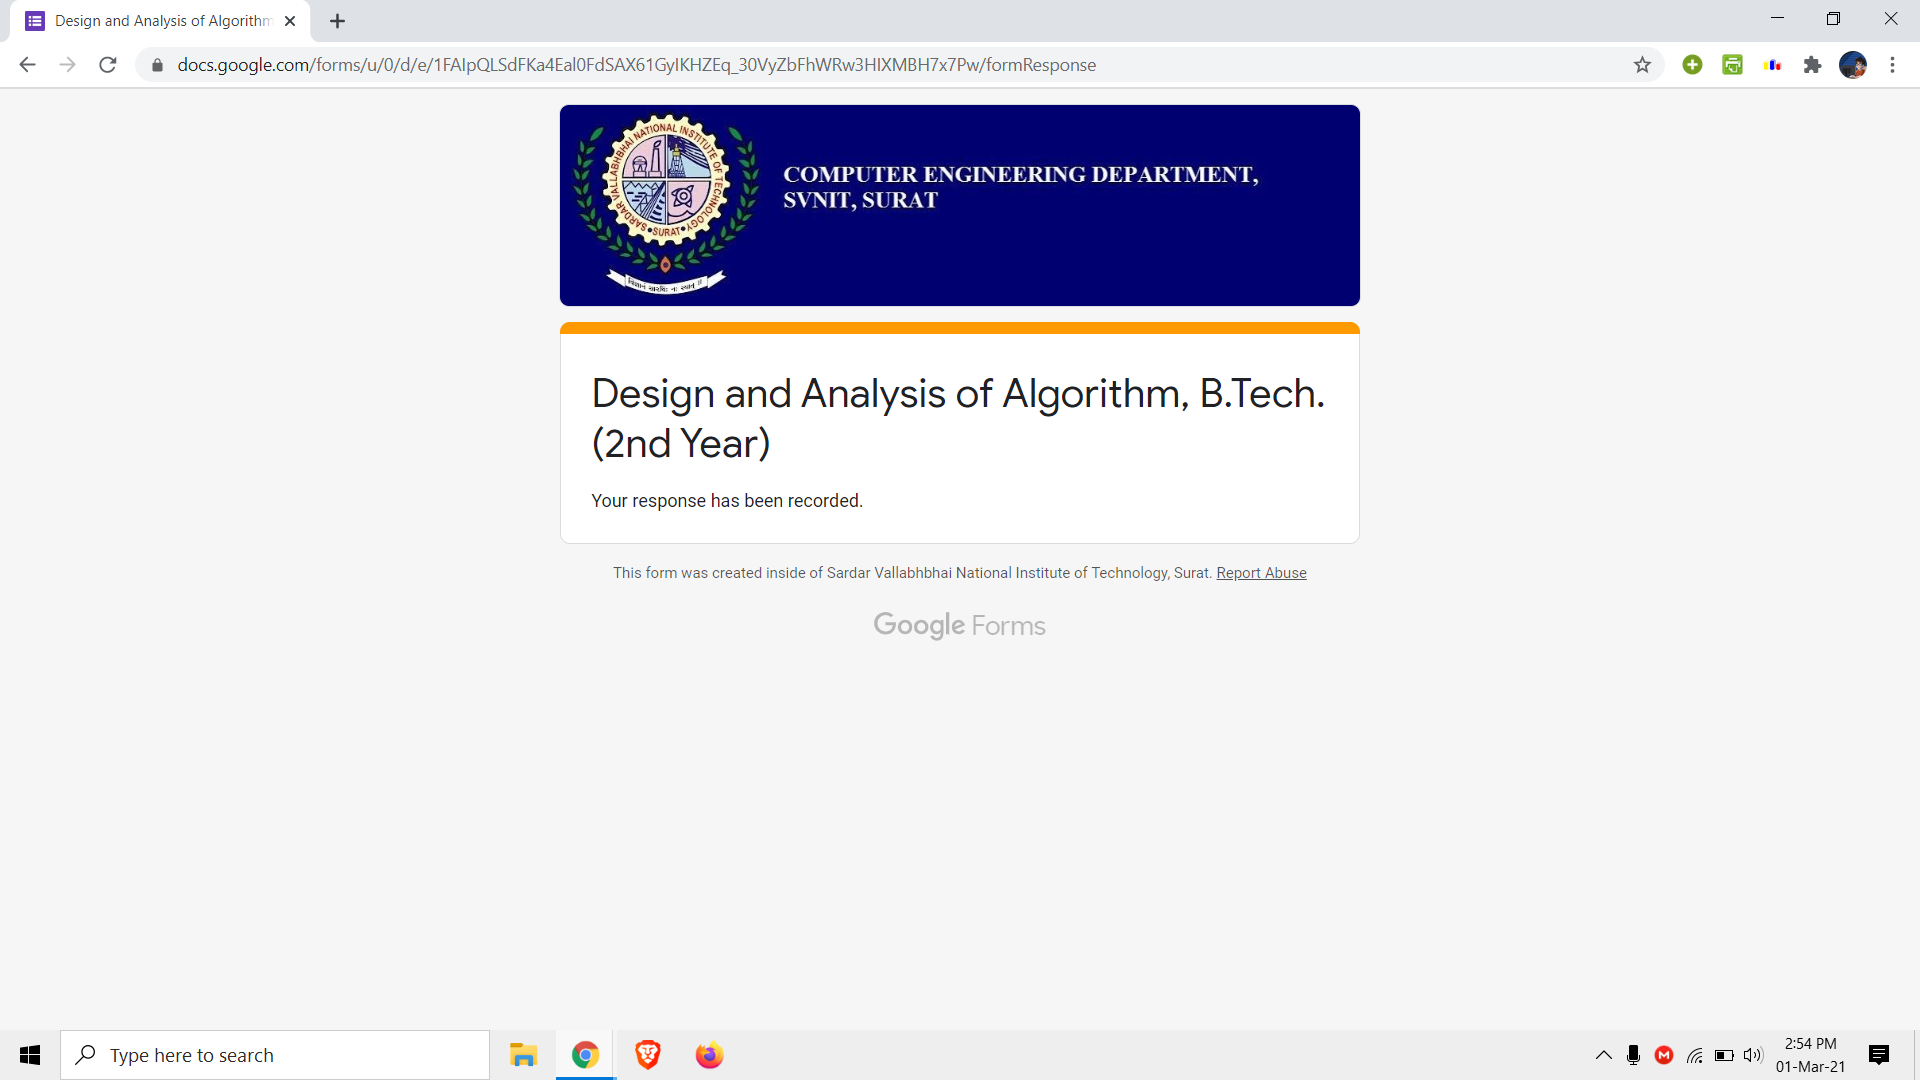 Design and Analysis of Algorithm
docs.google.com/forms/u/0/d/e/1FAIpQLSdFKa4Eal0FdSAX61GyIKHZEq_30VyZbFhWRw3HIXMBH7x7Pw/formResponse
SARDAR VALLABHBHAI NATIONAL INSTITUTE OF TECHNOLOGY
SURAT
COMPUTER ENGINEERING DEPARTMENT,
SVNIT, SURAT
Design and Analysis of Algorithm, B.Tech.
(2nd Year)
Your response has been recorded.
This form was created inside of Sardar Vallabhbhai National Institute of Technology, Surat. Report Abuse
Google Forms
Type here to search
2:54 PM
01-Mar-21